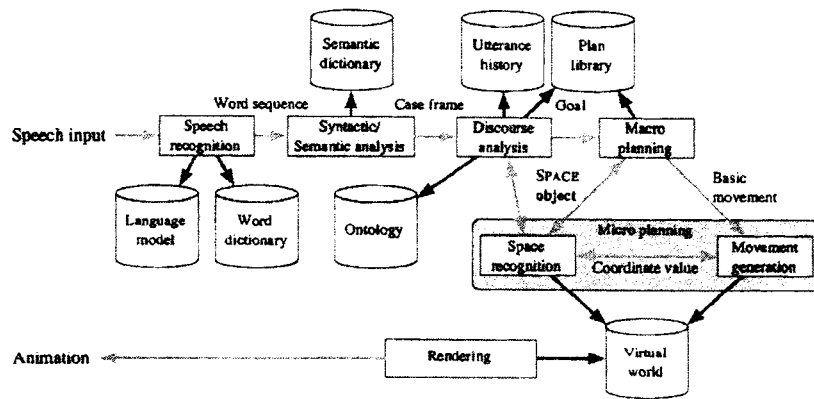 Semantic
dictionary
Utterance
history
Plan
library
Word sequence
Case frame
Goal
Speech input
Speech
recognition
Syntactic/
Semantic analysis
Discourse
analysis
Macro
planning
SPACE
object
Basic
movement
Language
model
Word
dictionary
Ontology
Micro planning
Space
recognition
Coordinate value
Movement
generation
Animation
Rendering
Virtual
world